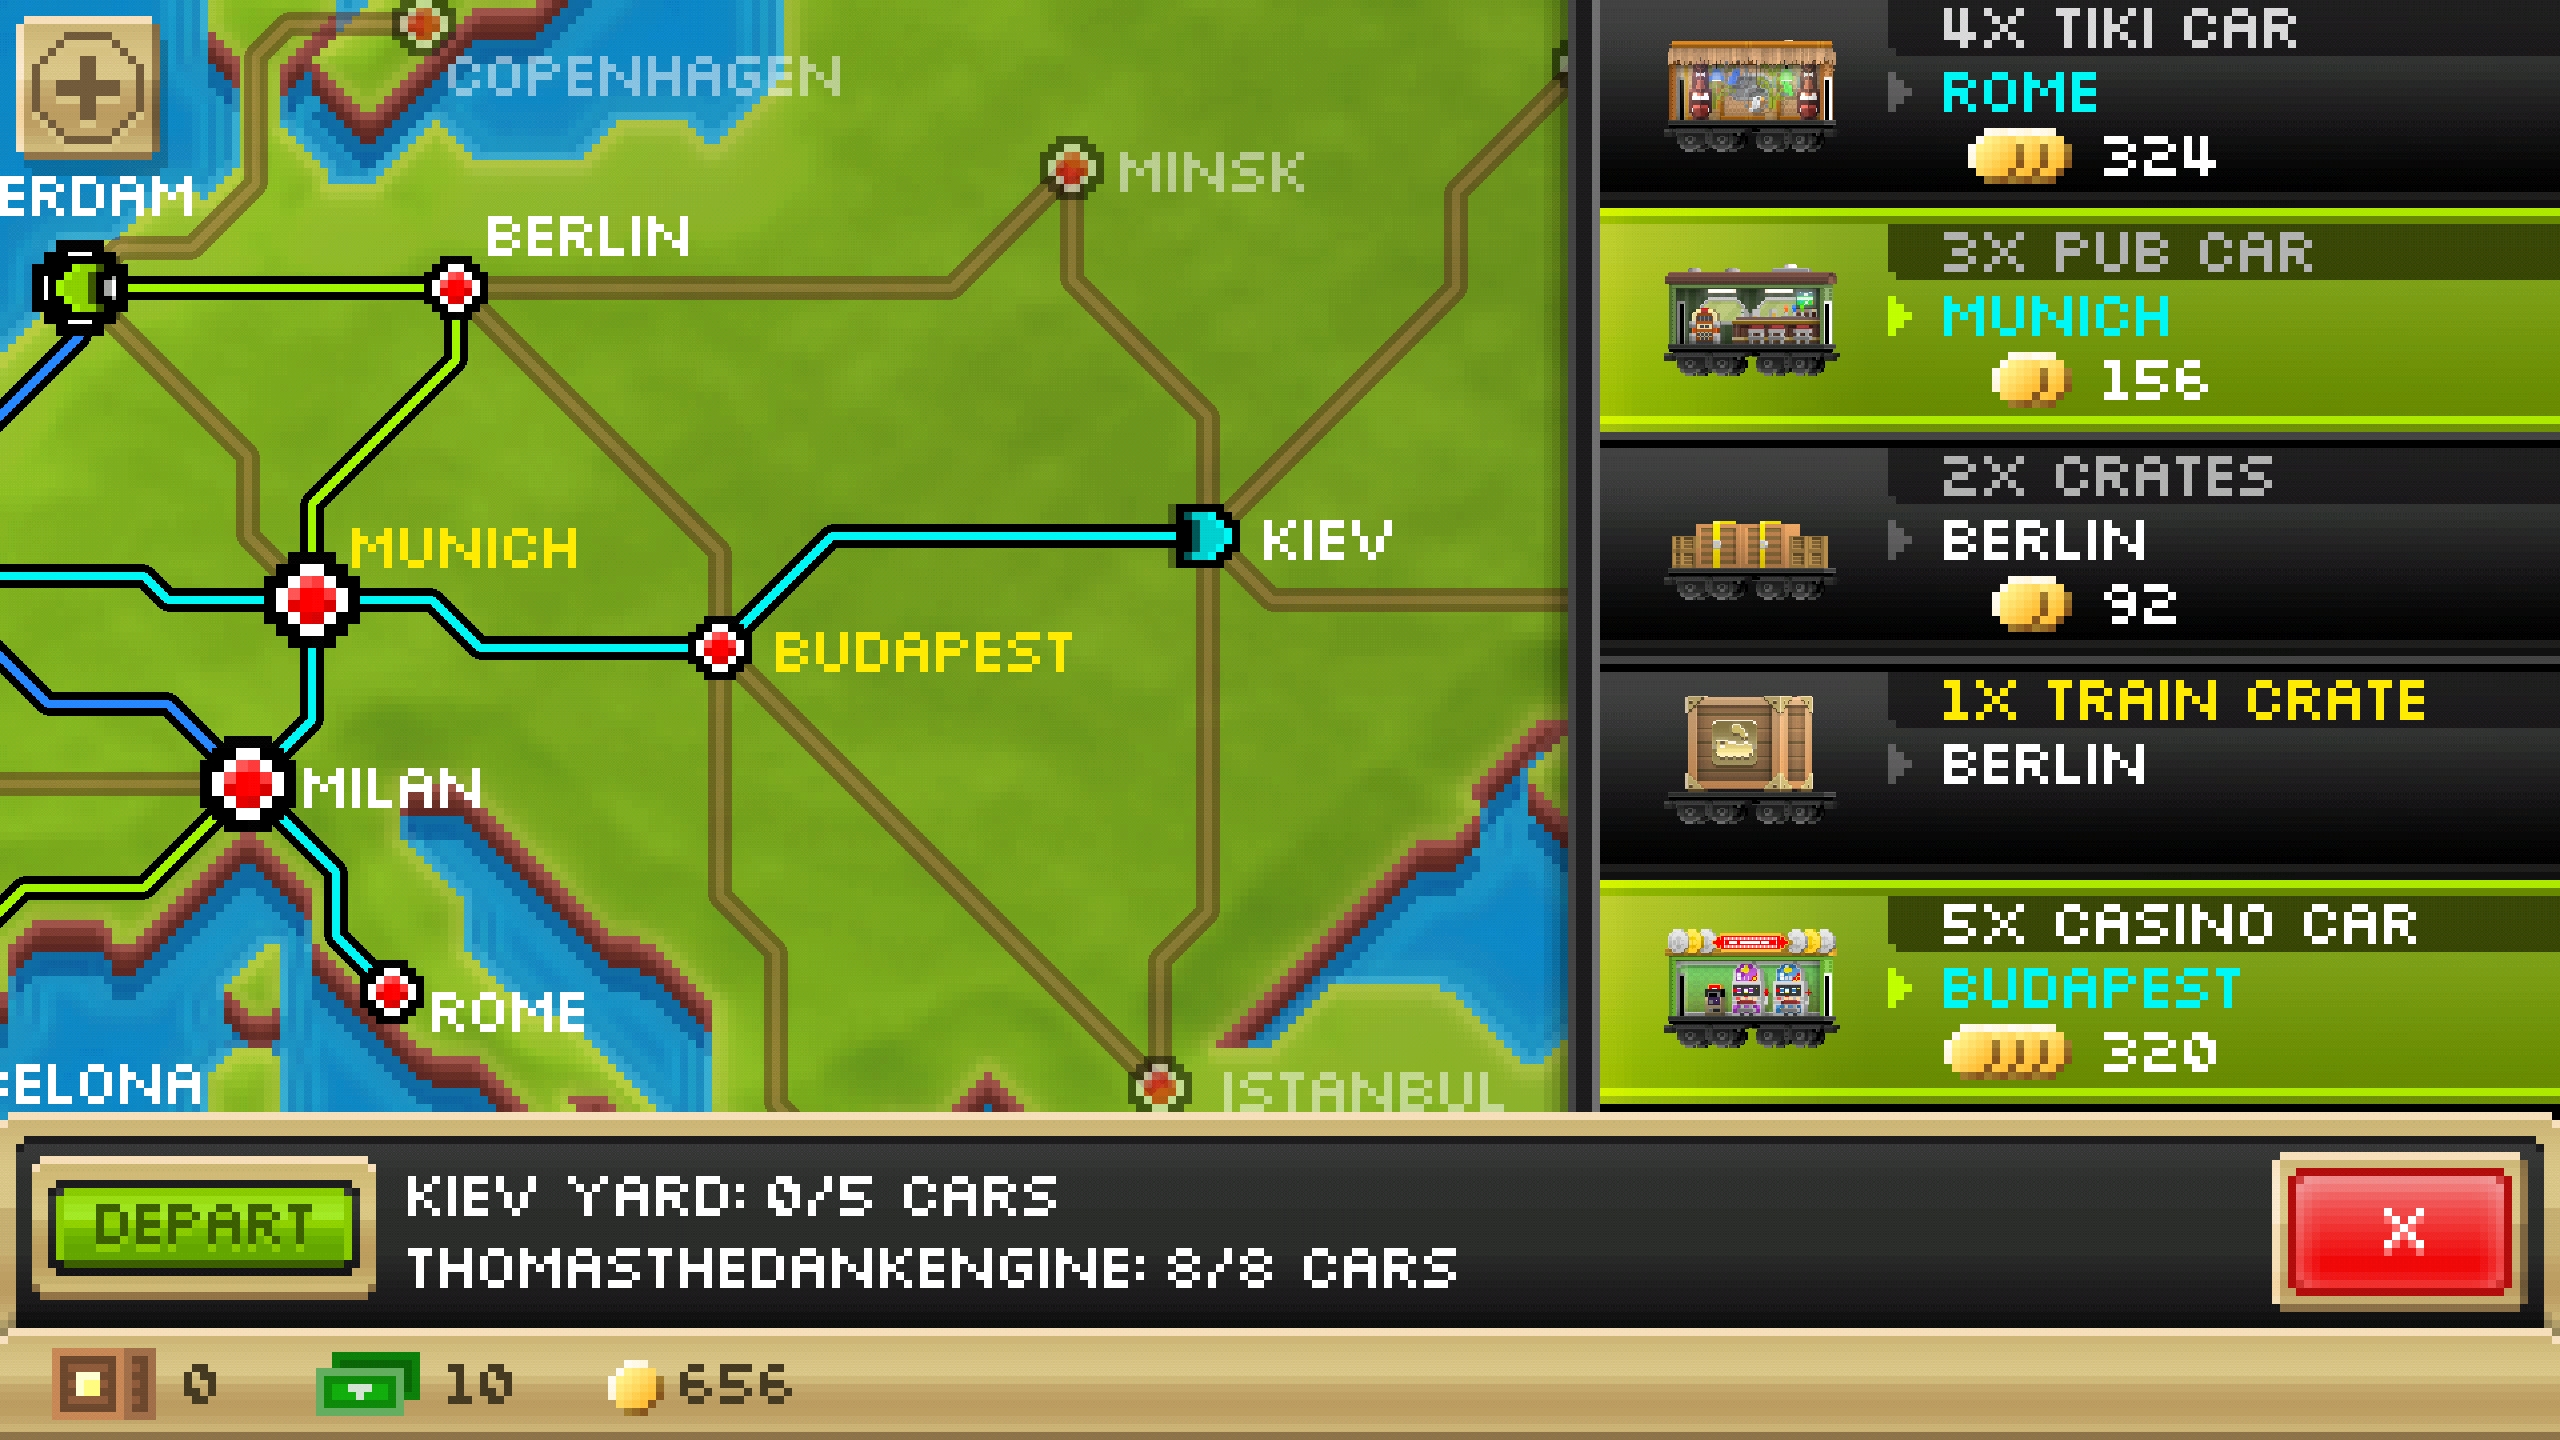 COPENHAGEN
MINSK
ERDAM
BERLIN
MUNICH
KIEV
BUDAPEST
MILAN
ROME
ELONA
ISTANBUL
4X TIKI CAR
ROME
324
3X PUB CAR
MUNICH
156
2X CRATES
BERLIN
92
1X TRAIN CRATE
BERLIN
5X CASINO CAR
BUDAPEST
320
DEPART
KIEV YARD: 0/5 CARS
THOMASTHEDANKENGINE: 8/8 CARS
X
0
10
656